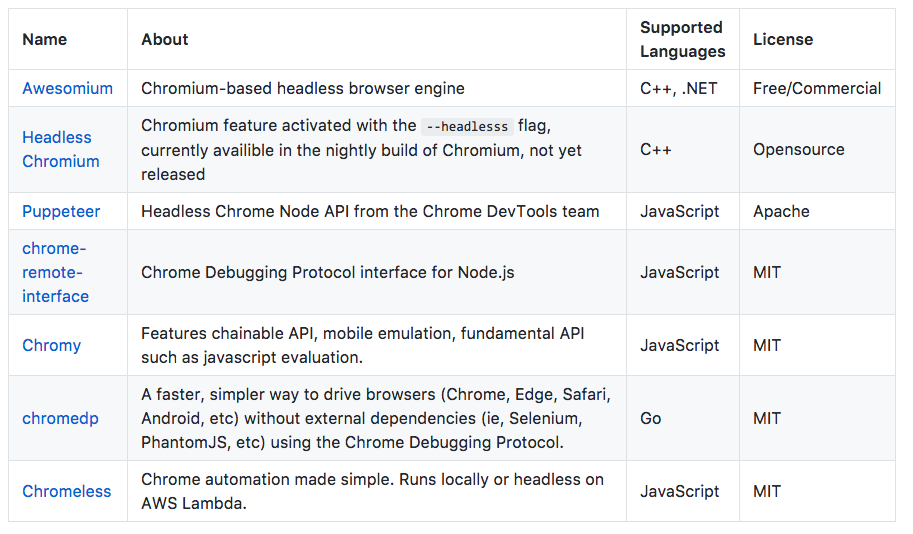 Name About Supported Languages License
Awesomium Chromium-based headless browser engine C++, .NET Free/Commercial
Headless Chromium
Chromium feature activated with the --headlesss flag,
currently availible in the nightly build of Chromium, not yet
released
C++ Opensource
Puppeteer Headless Chrome Node API from the Chrome DevTools team JavaScript Apache
chrome-
remote-
interface
Chrome Debugging Protocol interface for Node.js JavaScript MIT
Chromy
Features chainable API, mobile emulation, fundamental API
such as javascript evaluation.
JavaScript MIT
chromedp
A faster, simpler way to drive browsers (Chrome, Edge, Safari,
Android, etc) without external dependencies (ie, Selenium,
PhantomJS, etc) using the Chrome Debugging Protocol.
Go MIT
Chromeless
Chrome automation made simple. Runs locally or headless on
AWS Lambda.
JavaScript MIT